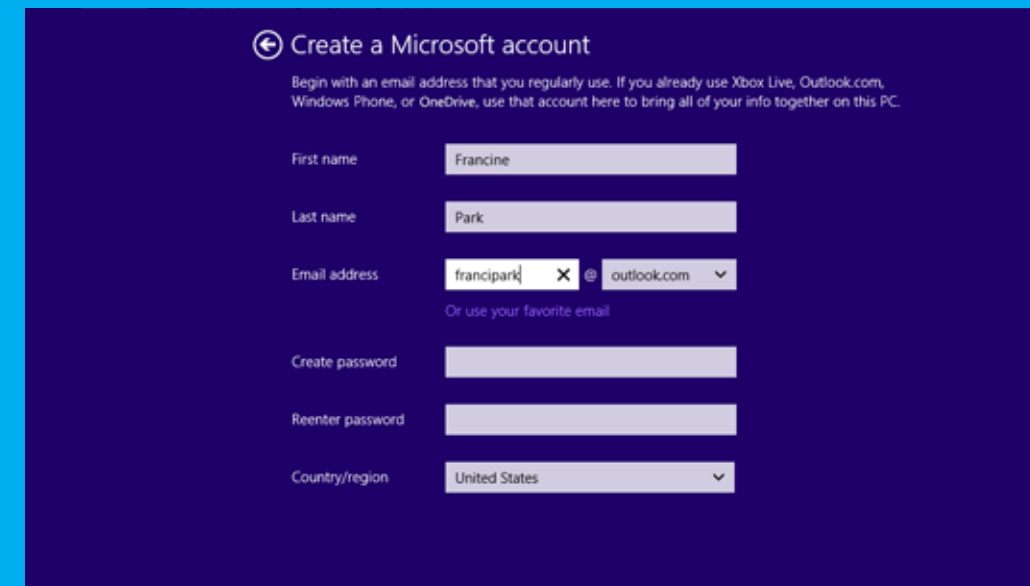 Create a Microsoft account
Begin with an email address that you regularly use. If you already use Xbox Live, Outlook.com,
Windows Phone, or OneDrive, use that account here to bring all of your info together on this PC.
First name Francine
Last name Park
Email address francipark @ outlook.com
Or use your favorite email
Create password
Reenter password
Country/region United States